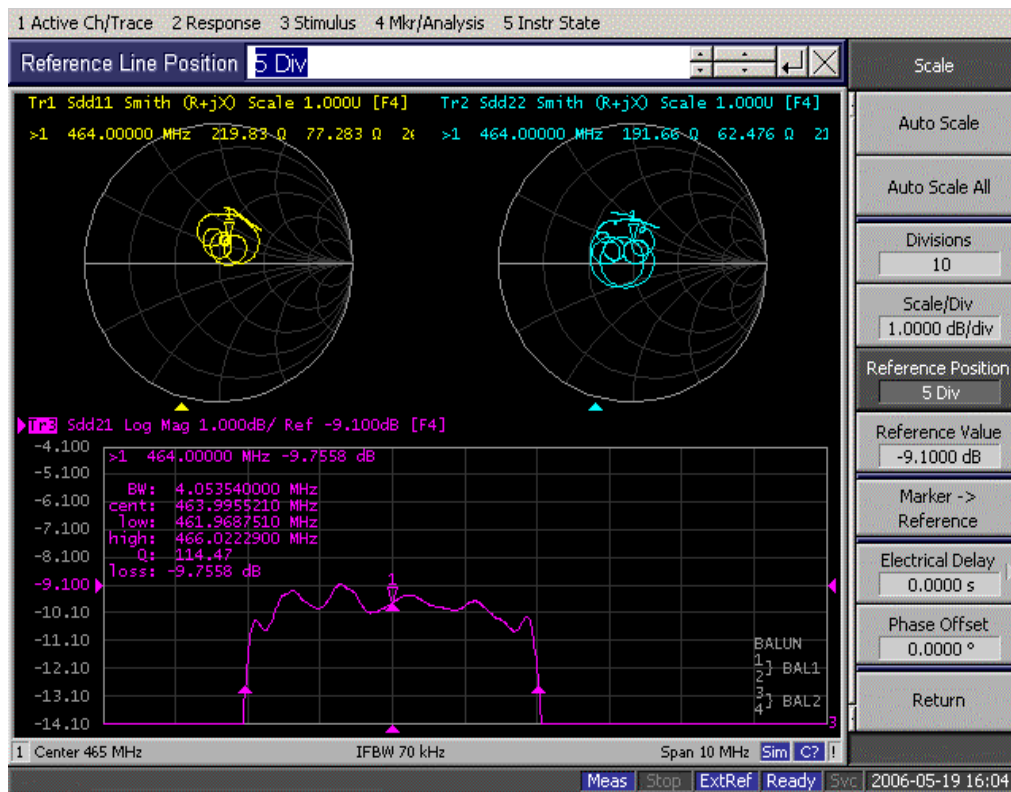 1 Active Ch/Trace 2 Response 3 Stimulus 4 Mkr/Analysis 5 Instr State
Reference Line Position 5 Div
Scale
Tr1 Sdd11 Smith (R+jX) Scale 1.000U [F4]
>1 464.00000 MHz 219.83 Ω 77.283 Ω
Tr2 Sdd22 Smith (R+jX) Scale 1.000U [F4]
>1 464.00000 MHz 191.66 Ω 62.476 Ω 21
1
1
Tr3 Sdd21 Log Mag 1.000dB/ Ref -9.100dB [F4]
-4.100
-5.100
-6.100
-7.100
-8.100
-9.100
-10.10
-11.10
-12.10
-13.10
-14.10
>1 464.00000 MHz -9.7558 dB
BW: 4.053540000 MHz
cent: 463.9955210 MHz
low: 461.9687510 MHz
high: 466.0222900 MHz
Q: 114.47
loss: -9.7558 dB
1
BALUN
1
2] BAL1
3
4] BAL2
3
1 Center 465 MHz IFBW 70 kHz Span 10 MHz Sim C? !
Auto Scale
Auto Scale All
Divisions
10
Scale/Div
1.0000 dB/div
Reference Position
5 Div
Reference Value
-9.1000 dB
Marker ->
Reference
Electrical Delay
0.0000 s
Phase Offset
0.0000 °
Return
Meas Stop ExtRef Ready Svc 2006-05-19 16:04